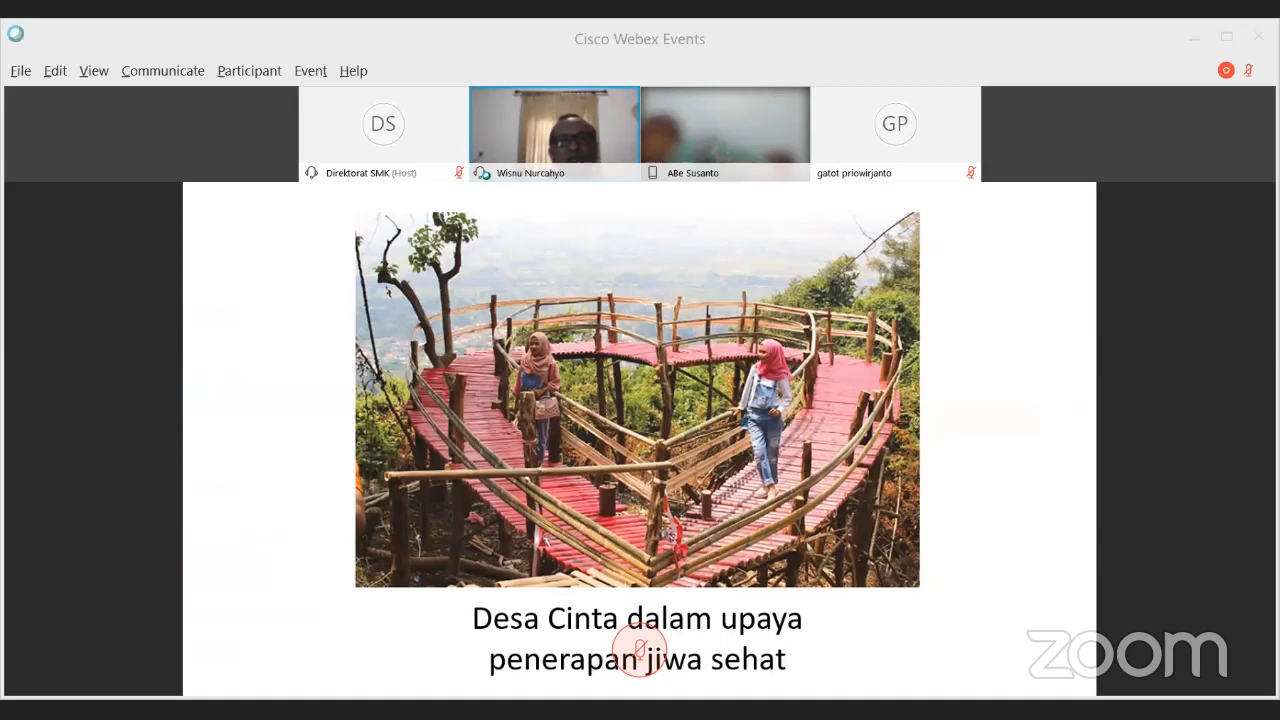 Cisco Webex Events
File Edit View Communicate Participant Event Help
DS
GP
Direktorat SMK (Host)
Wisnu Nurcahyo
ABe Susanto
gatot priowirjanto
Desa Cinta dalam upaya
penerapan jiwa sehat
zoom